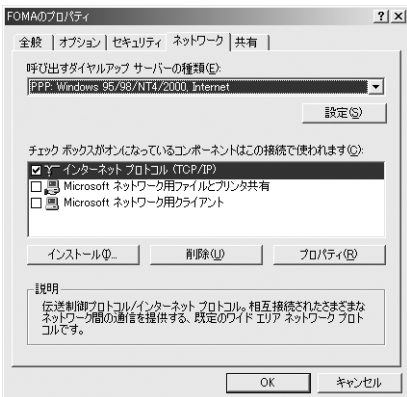 FOMAのプロパティ
全般 オプション セキュリティ ネットワーク 共有
呼び出すダイヤルアップ サーバーの種類(E):
PPP: Windows 95/98/NT4/2000, Internet
設定(S)
チェック ボックスがオンになっているコンポーネントはこの接続で使われます(C):
インターネット プロトコル (TCP/IP)
Microsoft ネットワーク用ファイルとプリンタ共有
Microsoft ネットワーク用クライアント
インストール(I)... 削除(U) プロパティ(R)
説明
伝送制御プロトコル/インターネット プロトコル。相互接続されたさまざまな
ネットワーク間の通信を提供する、既定のワイド エリア ネットワーク プロト
コルです。
OK キャンセル